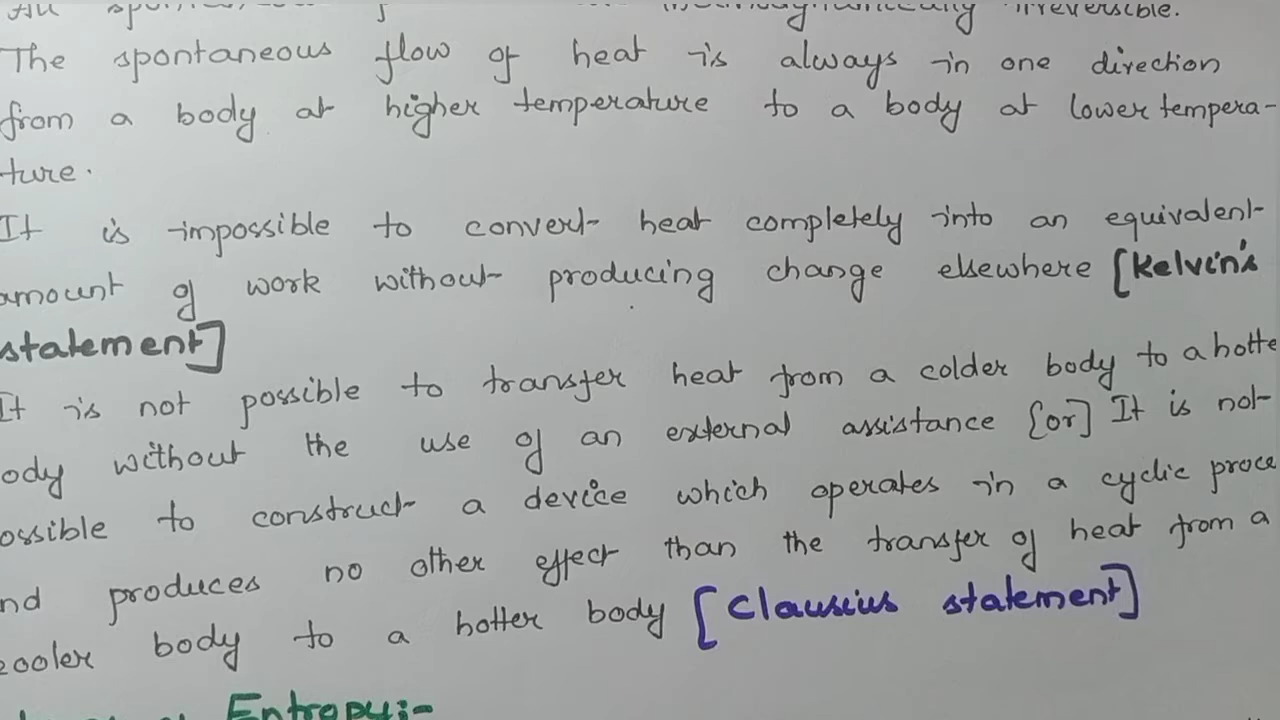 All irreversible.
The spontaneous flow of heat is always in one direction
from a body at higher temperature to a body at lower tempera-
ture.
It is impossible to convert heat completely into an equivalent
amount of work without producing change elsewhere [Kelvin's
statement]
It is not possible to transfer heat from a colder body to a hotte
ody without the use of an external assistance [or] It is not
ossible to construct a device which operates in a cyclic proce
nd produces no other effect than the transfer of heat from a
cooler body to a hotter body [Clausius statement]
Entropy:-